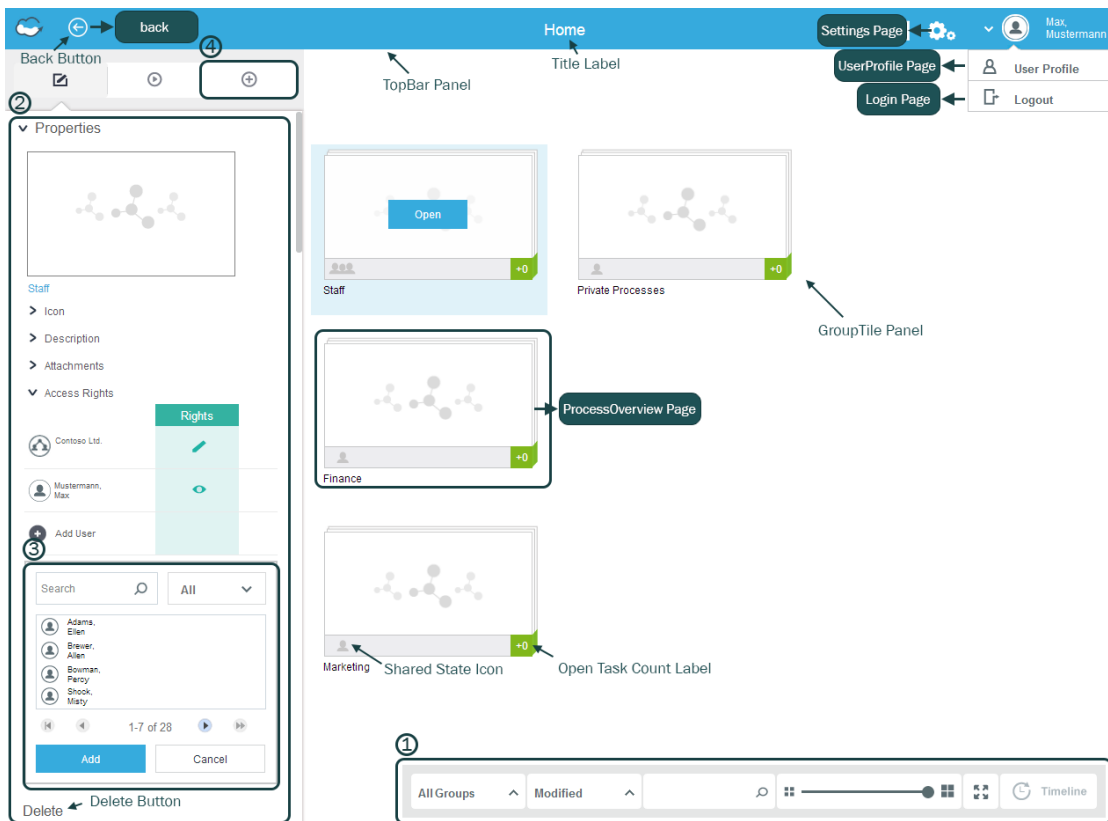 back
Home
Settings Page
Max,
Mustermann
Back Button
④
TopBar Panel
Title Label
UserProfile Page
User Profile
Login Page
Logout
②
Properties
Open
+0
+0
Staff
Staff
Private Processes
Icon
GroupTile Panel
Description
Attachments
Access Rights
Rights
ProcessOverview Page
Contoso Ltd.
+0
Finance
Mustermann,
Max
Add User
③
Search
All
Adams,
Ellen
Brewer,
Allen
Bowman,
Percy
Shook,
Misty
+0
Marketing
Shared State Icon
Open Task Count Label
1-7 of 28
Add
Cancel
①
All Groups
Modified
Timeline
Delete
Delete Button